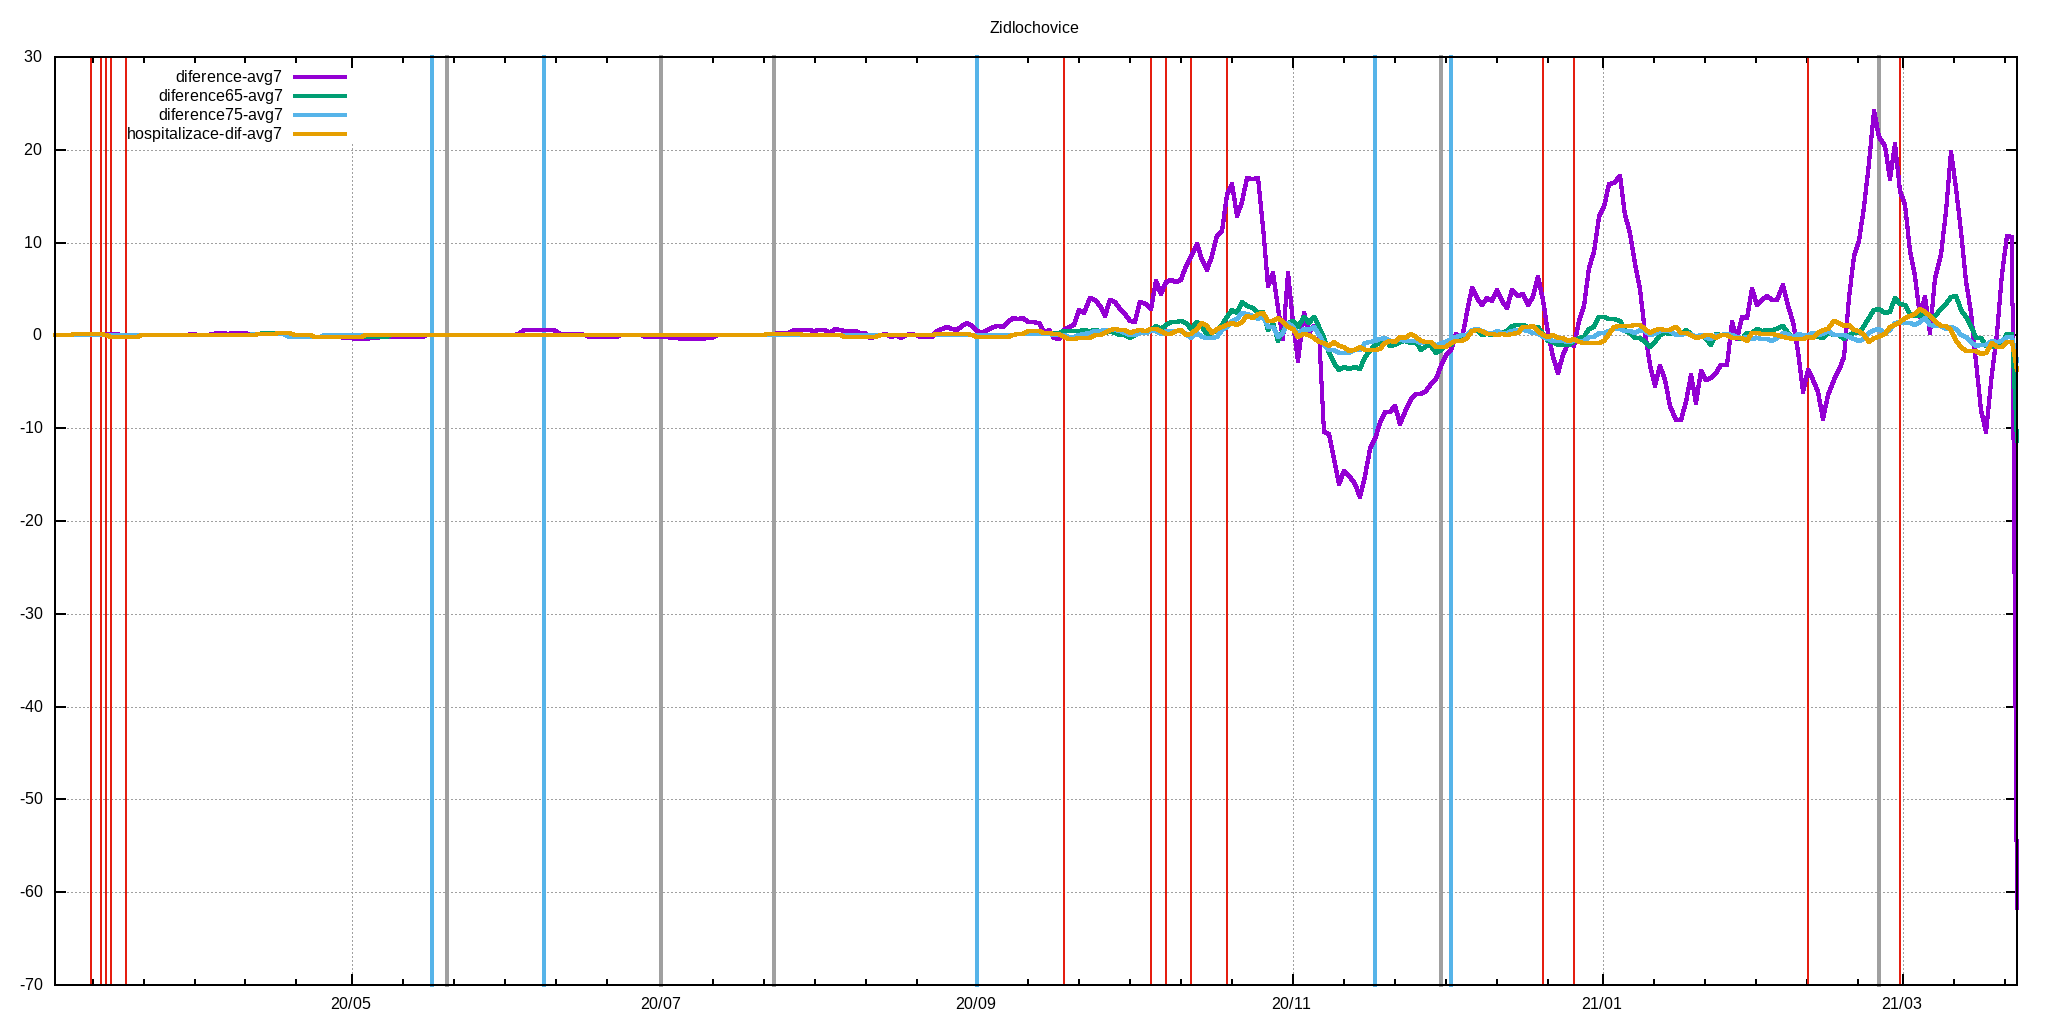 Zidlochovice
30
diference-avg7
diference65-avg7
diference75-avg7
hospitalizace-dif-avg7
20
10
0
-10
-20
-30
-40
-50
-60
-70
20/05 20/07 20/09 20/11 21/01 21/03